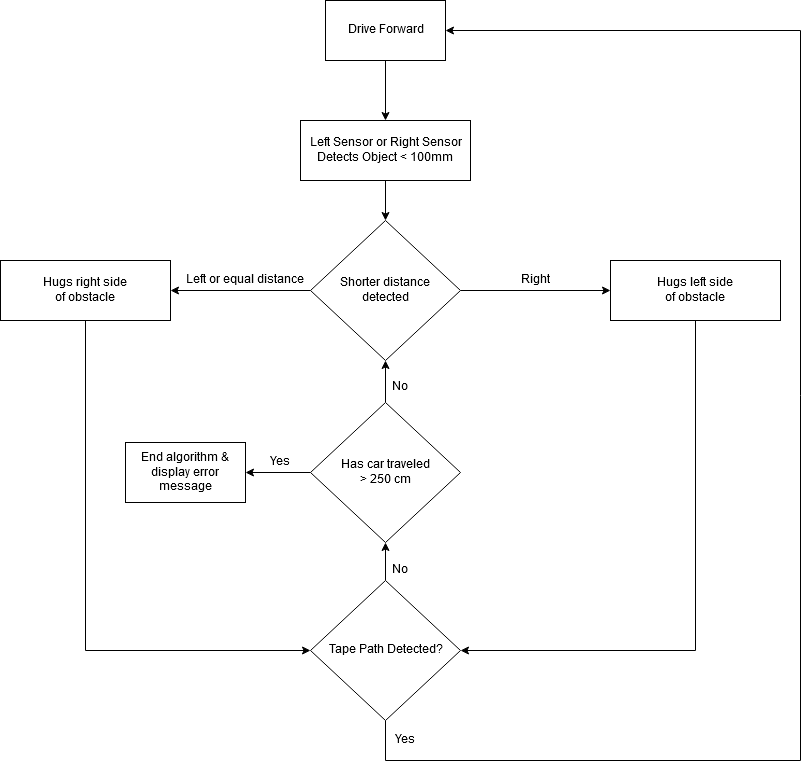 Drive Forward
Left Sensor or Right Sensor
Detects Object < 100mm
Left or equal distance
Right
Hugs right side
of obstacle
Shorter distance
detected
Hugs left side
of obstacle
No
End algorithm &
display error
message
Yes
Has car traveled
> 250 cm
No
Tape Path Detected?
Yes